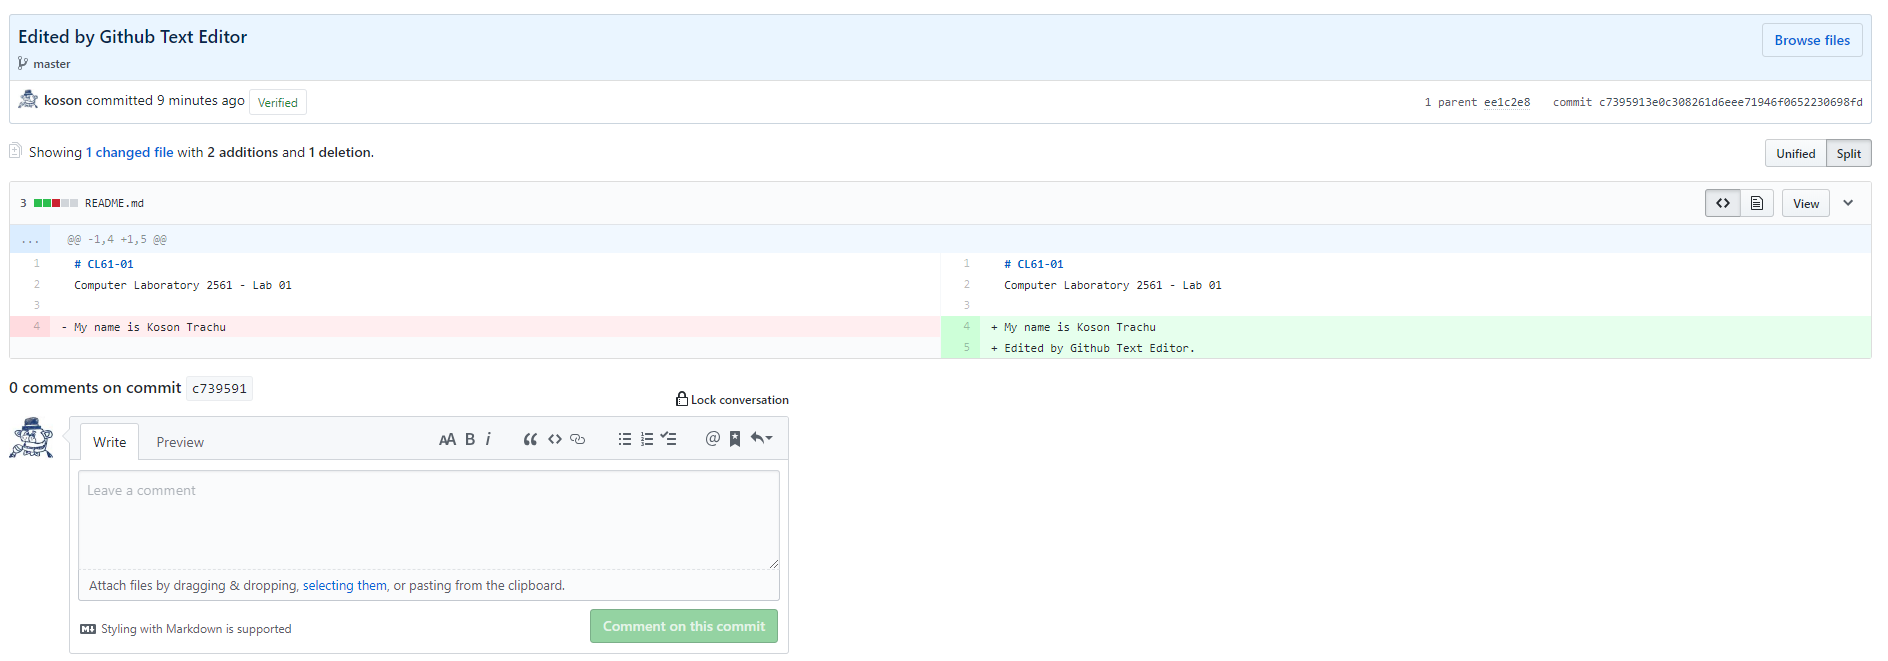 Edited by Github Text Editor
Browse files
master
koson committed 9 minutes ago Verified
1 parent ee1c2e8 commit c7395913e0c308261d6eee71946f0652230698fd
Showing 1 changed file with 2 additions and 1 deletion.
Unified Split
3 README.md
View
... @@ -1,4 +1,5 @@
1 # CL61-01
2 Computer Laboratory 2561 - Lab 01
3
4 - My name is Koson Trachu
1 # CL61-01
2 Computer Laboratory 2561 - Lab 01
3
4 + My name is Koson Trachu
5 + Edited by Github Text Editor.
0 comments on commit c739591
Lock conversation
Write Preview
AA B i
Leave a comment
Attach files by dragging & dropping, selecting them, or pasting from the clipboard.
Styling with Markdown is supported
Comment on this commit